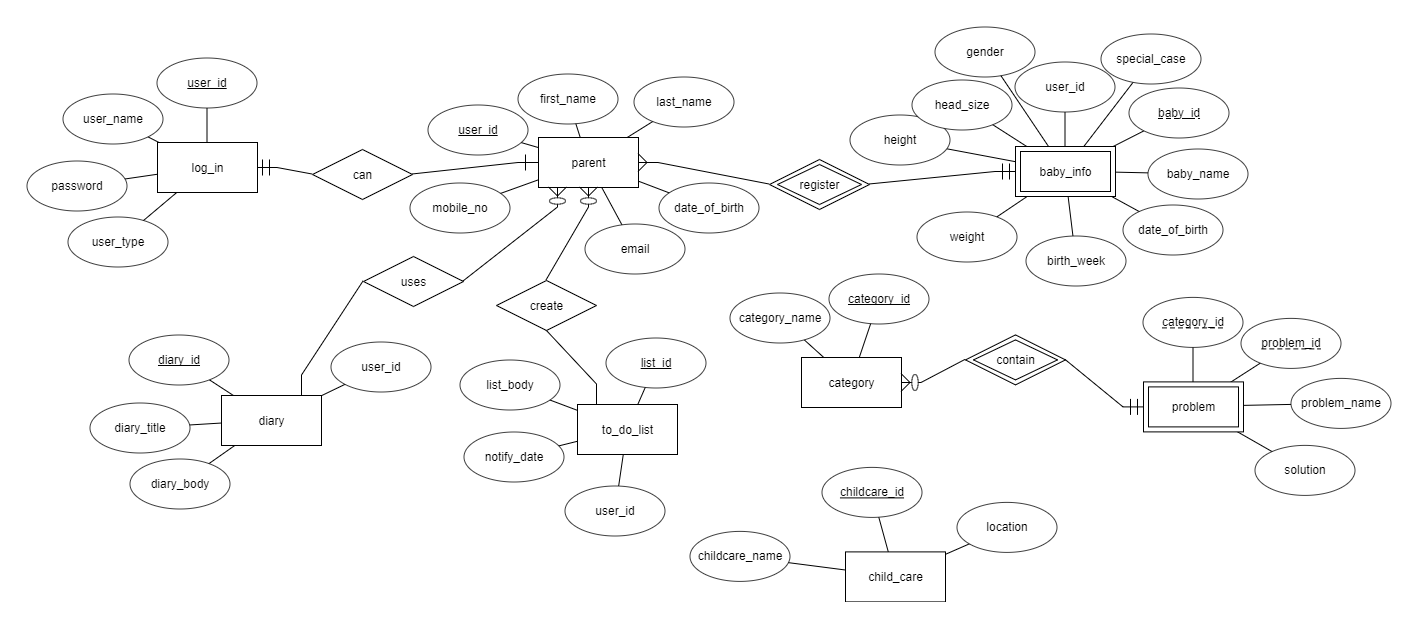 user_id
user_name
password
user_type
log_in
can
first_name
last_name
user_id
parent
mobile_no
date_of_birth
email
register
gender
special_case
user_id
head_size
baby_id
height
baby_info
baby_name
weight
date_of_birth
birth_week
uses
create
diary_id
user_id
diary_title
diary
diary_body
list_id
list_body
to_do_list
notify_date
user_id
category_id
category_name
category
contain
category_id
problem_id
problem_name
problem
solution
childcare_id
location
childcare_name
child_care